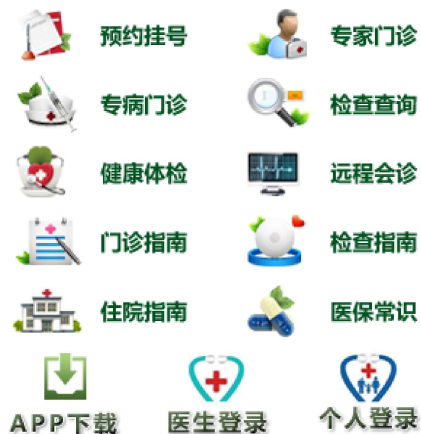 预约挂号
专家门诊
专病门诊
检查查询
健康体检
远程会诊
门诊指南
检查指南
住院指南
医保常识
APP下载
医生登录
个人登录